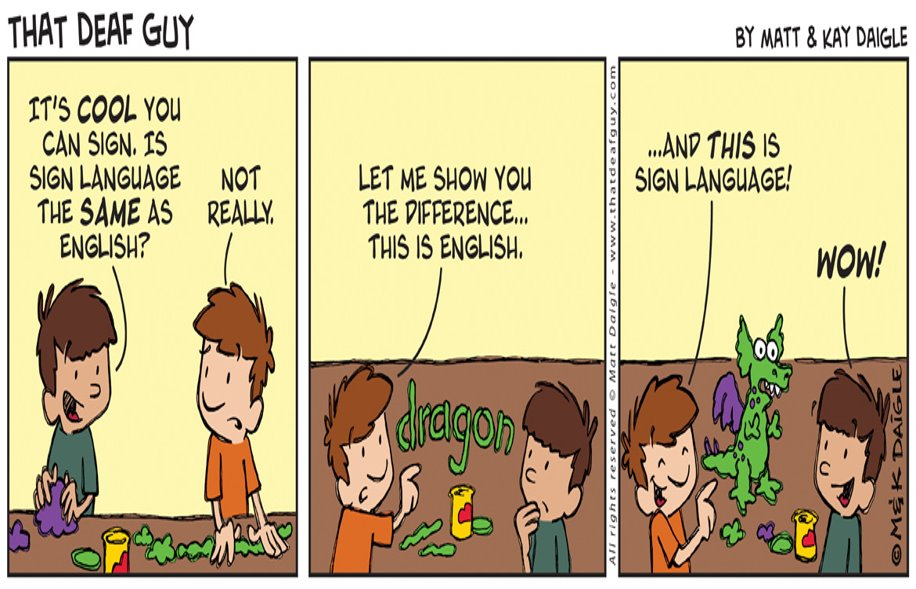 THAT DEAF GUY
BY MATT & KAY DAIGLE
IT'S COOL YOU
CAN SIGN. IS
SIGN LANGUAGE
THE SAME AS
ENGLISH?
NOT
REALLY.
LET ME SHOW YOU
THE DIFFERENCE...
THIS IS ENGLISH.
dragon
All rights reserved © Matt Daigle - www.thatdeafguy.com
...AND THIS IS
SIGN LANGUAGE!
WOW!
© M&K DAIGLE